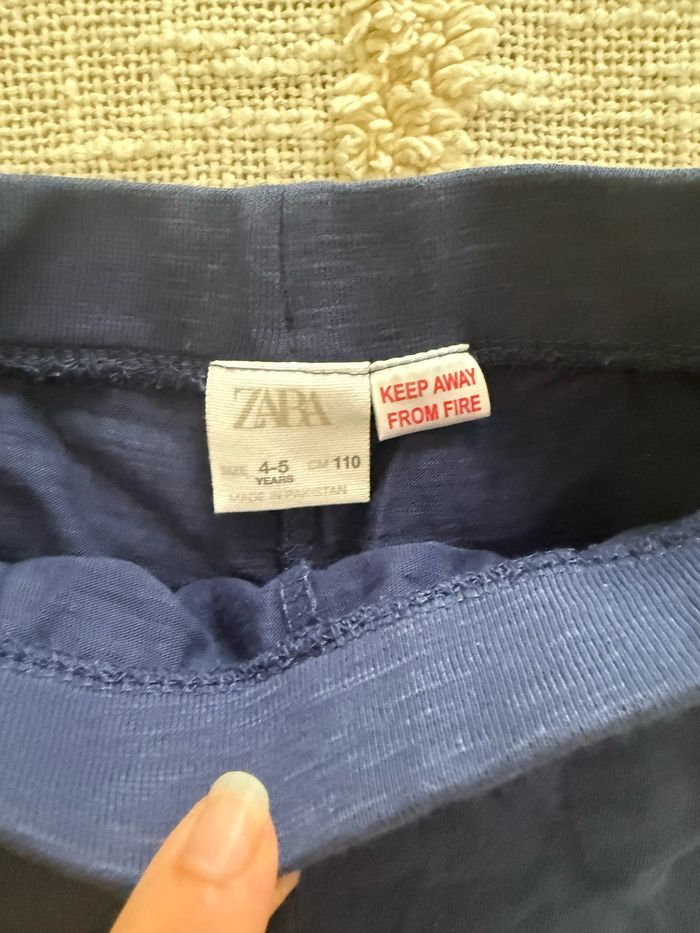 ZARA
KEEP AWAY
FROM FIRE
SIZE 4-5 CM 110
YEARS
MADE IN PAKISTAN